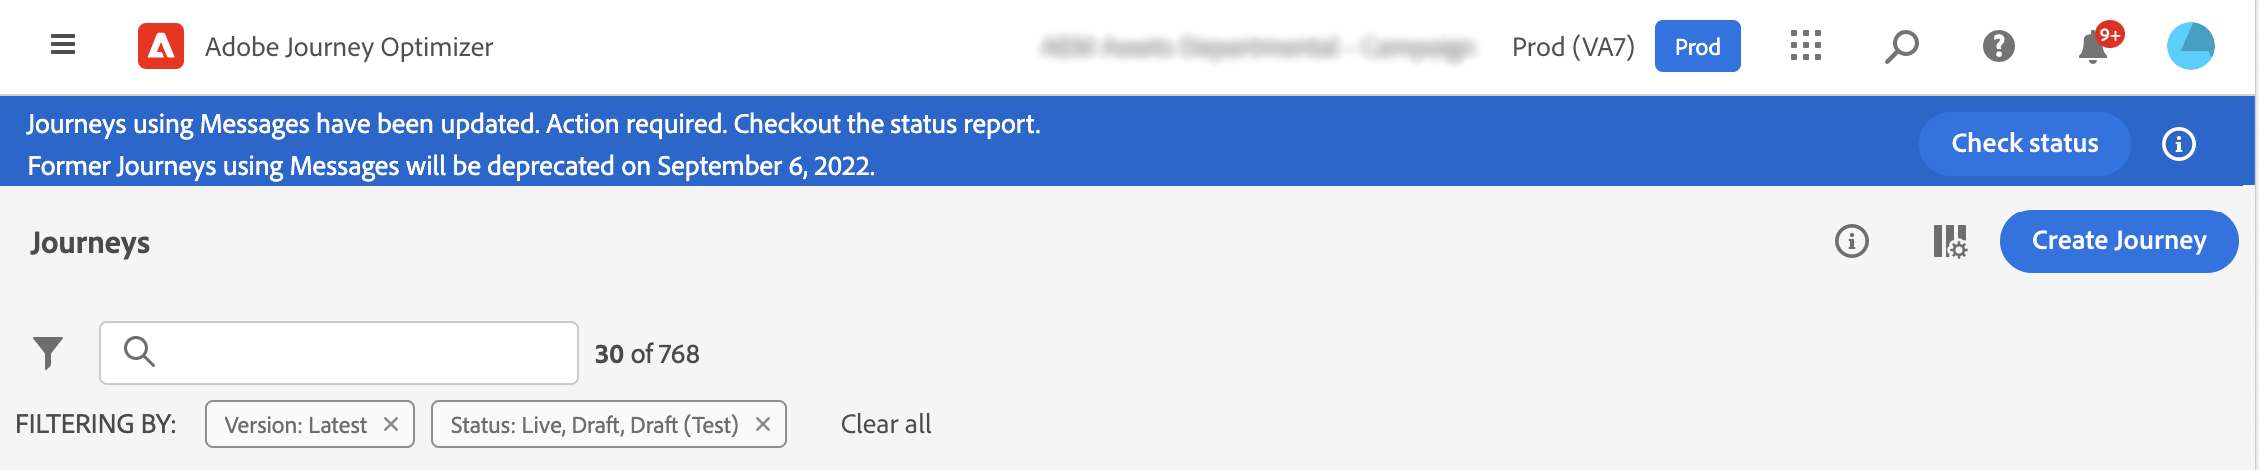 Adobe Journey Optimizer
Prod (VA7)
Prod
9+
Journeys using Messages have been updated. Action required. Checkout the status report.
Former Journeys using Messages will be deprecated on September 6, 2022.
Check status
Journeys
Create Journey
30 of 768
FILTERING BY:
Version: Latest
Status: Live, Draft, Draft (Test)
Clear all